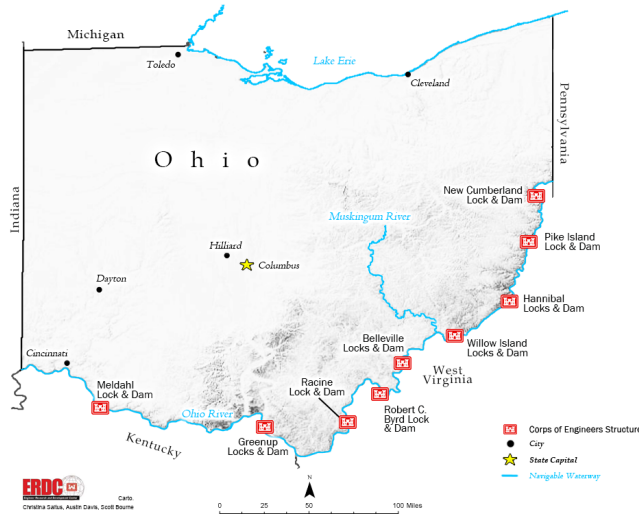 Michigan
Toledo
Lake Erie
Cleveland
Pennsylvania
Ohio
Indiana
New Cumberland
Lock & Dam
Muskingum River
Pike Island
Lock & Dam
Hilliard
Columbus
Dayton
Hannibal
Locks & Dam
Cincinnati
Belleville
Locks & Dam
Willow Island
Locks & Dam
West
Virginia
Meldahl
Lock & Dam
Racine
Lock & Dam
Ohio River
Robert C.
Byrd Lock
& Dam
Kentucky
Greenup
Locks & Dam
Corps of Engineers Structure
City
State Capital
Navigable Waterway
ERDC
Carto.
Christina Saltus, Austin Davis, Scott Bourne
N
0 25 50 100 Miles